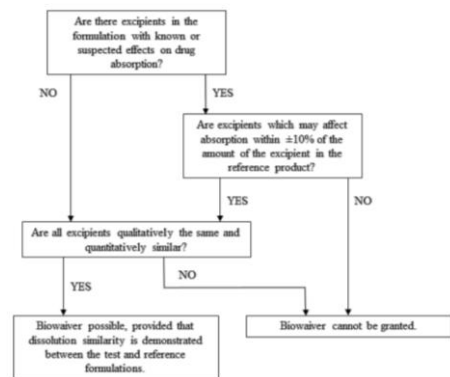 Are there excipients in the
formulation with known or
suspected effects on drug
absorption?
NO
YES
Are excipients which may affect
absorption within ±10% of the
amount of the excipient in the
reference product?
YES
NO
Are all excipients qualitatively the same and
quantitatively similar?
YES
NO
Biowaiver possible, provided that
dissolution similarity is demonstrated
between the test and reference
formulations.
Biowaiver cannot be granted.